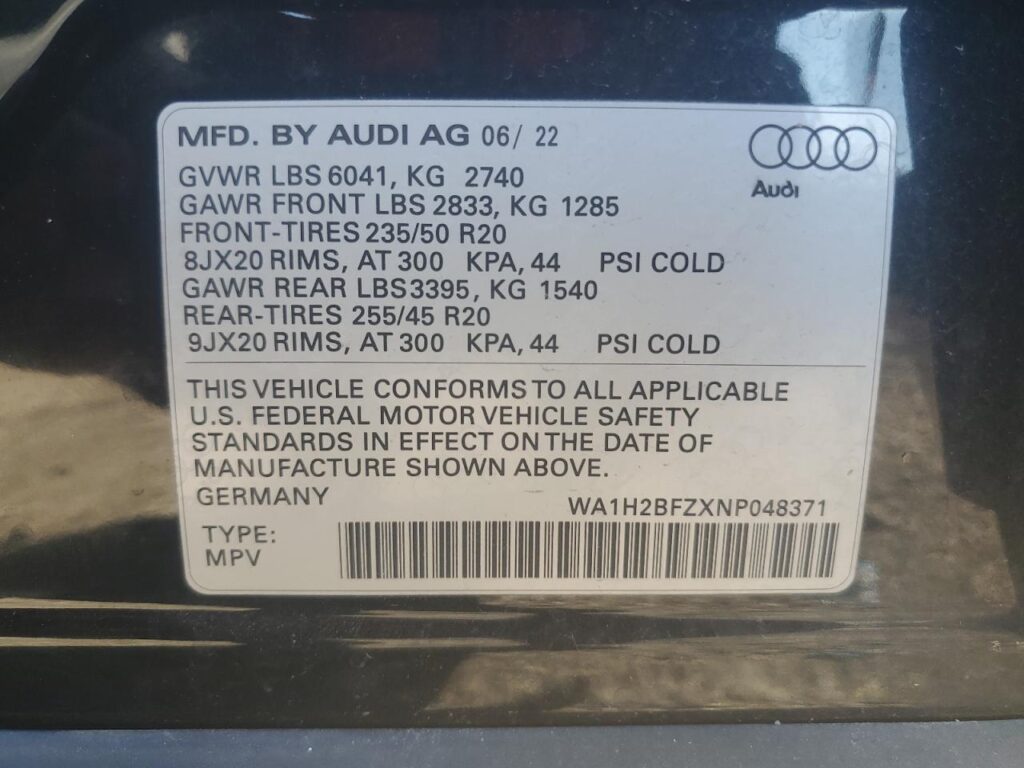 MFD. BY AUDI AG 06/ 22
Audi
GVWR LBS 6041, KG 2740
GAWR FRONT LBS 2833, KG 1285
FRONT-TIRES 235/50 R20
8JX20 RIMS, AT 300 KPA, 44 PSI COLD
GAWR REAR LBS3395, KG 1540
REAR-TIRES 255/45 R20
9JX20 RIMS, AT 300 KPA, 44 PSI COLD
THIS VEHICLE CONFORMS TO ALL APPLICABLE
U.S. FEDERAL MOTOR VEHICLE SAFETY
STANDARDS IN EFFECT ON THE DATE OF
MANUFACTURE SHOWN ABOVE.
GERMANY
WA1H2BFZXNP048371
TYPE:
MPV